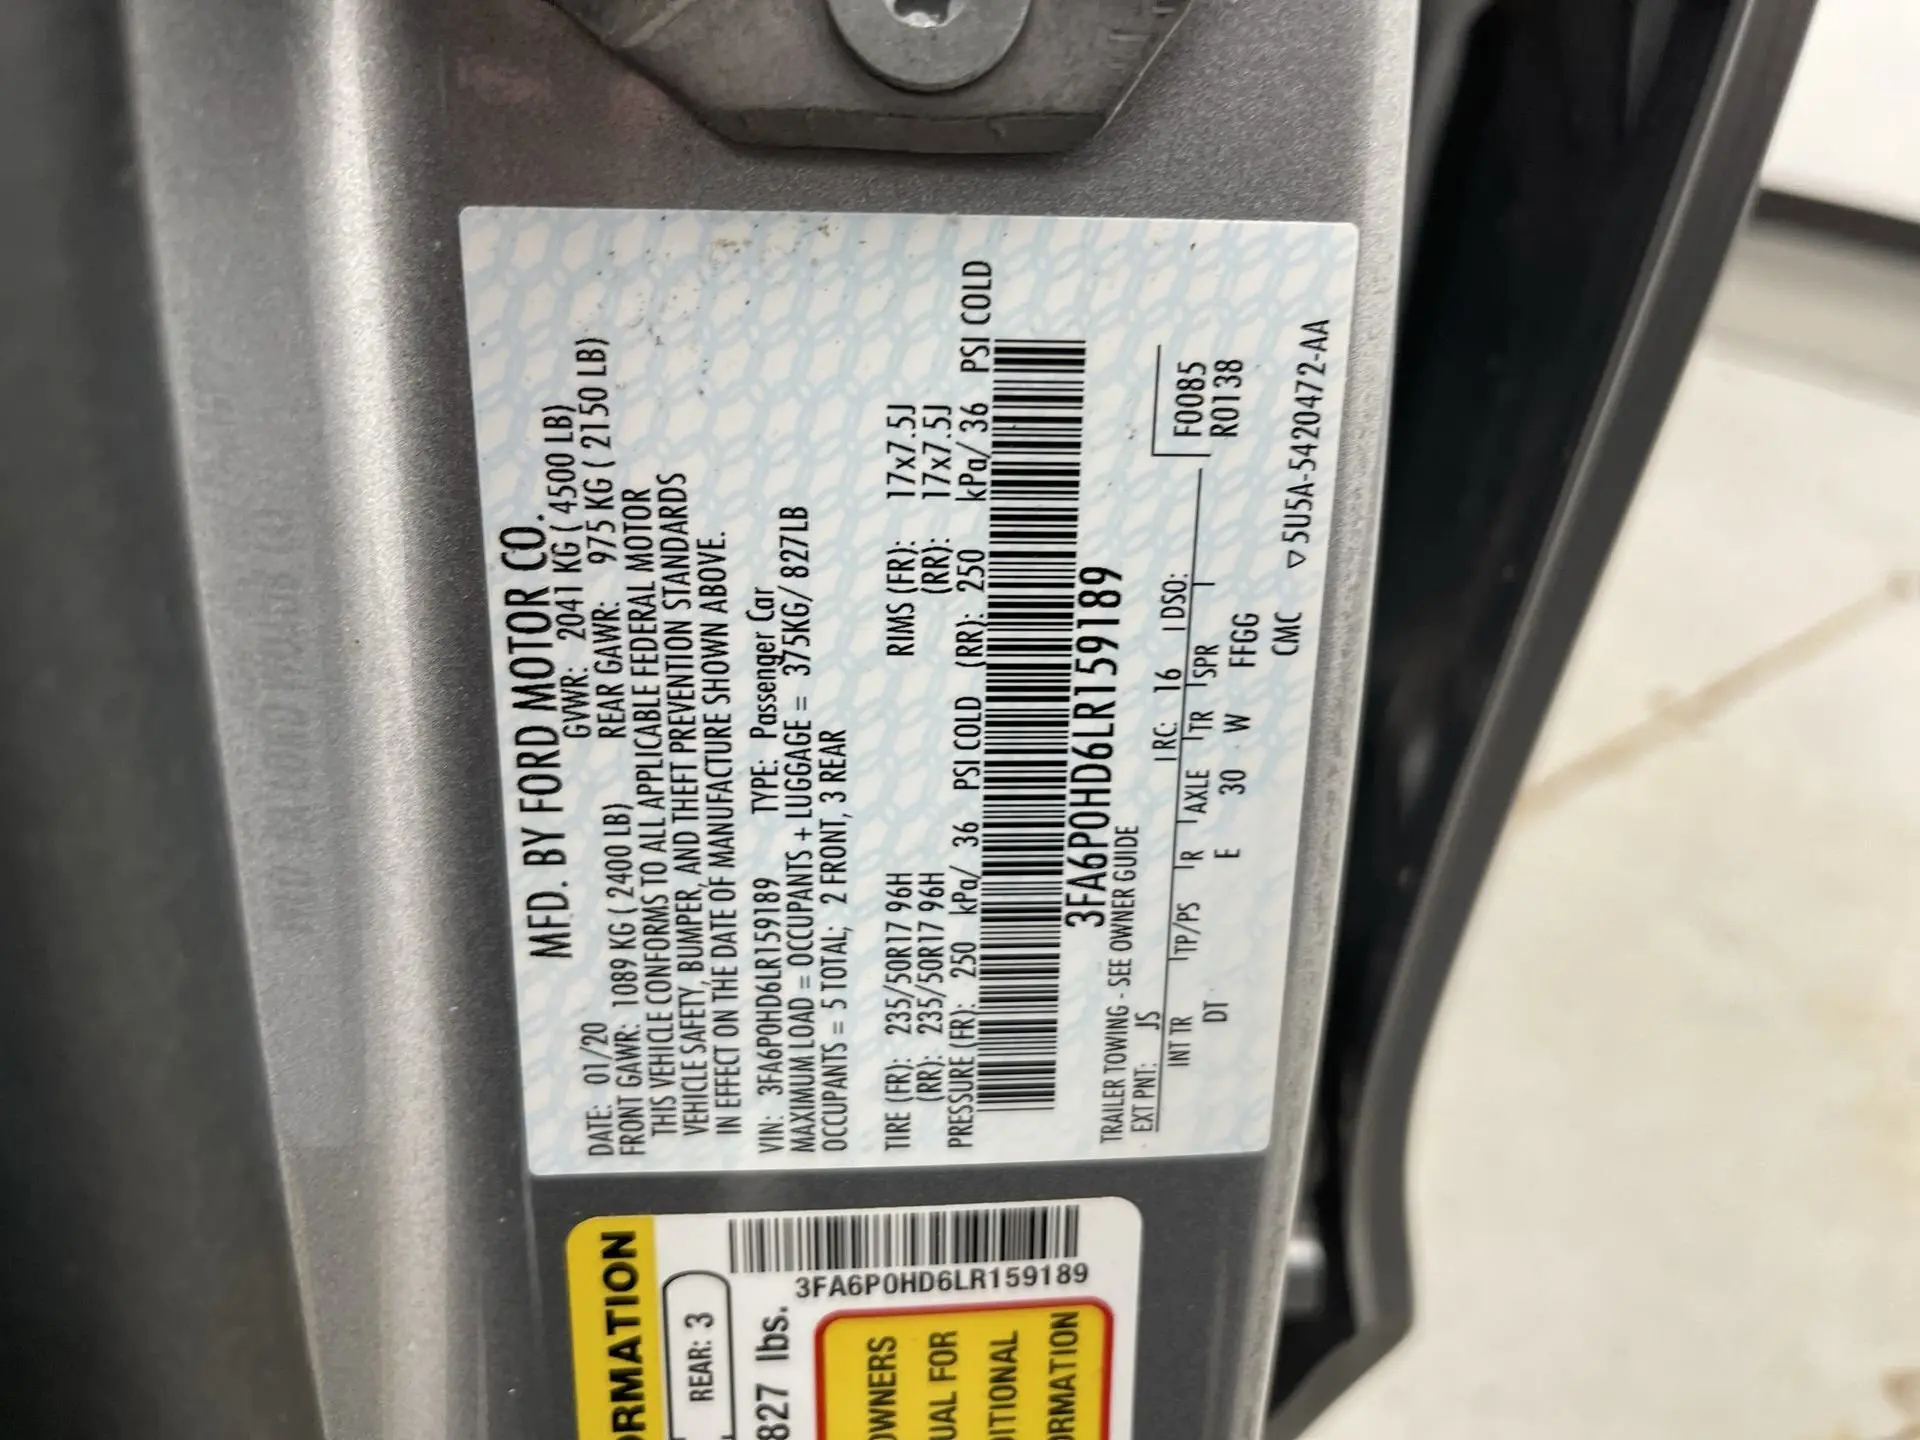 MFD. BY FORD MOTOR CO.
DATE: 01/20 GVWR: 2041 KG ( 4500 LB)
FRONT GAWR: 1089 KG ( 2400 LB) REAR GAWR: 975 KG ( 2150 LB)
THIS VEHICLE CONFORMS TO ALL APPLICABLE FEDERAL MOTOR
VEHICLE SAFETY, BUMPER, AND THEFT PREVENTION STANDARDS
IN EFFECT ON THE DATE OF MANUFACTURE SHOWN ABOVE.
VIN: 3FA6P0HD6LR159189 TYPE: Passenger Car
MAXIMUM LOAD = OCCUPANTS + LUGGAGE = 375KG/ 827LB
OCCUPANTS = 5 TOTAL; 2 FRONT, 3 REAR
TIRE (FR): 235/50R17 96H RIMS (FR): 17x7.5J
(RR): 235/50R17 96H (RR): 17x7.5J
PRESSURE (FR): 250 kPa/ 36 PSI COLD (RR): 250 kPa/ 36 PSI COLD
3FA6P0HD6LR159189
TRAILER TOWING - SEE OWNER GUIDE
EXT PNT: JS RC: 16 DSO:
INT TR TP/PS R AXLE TR SPR
DT E 30 W FFGG
F0085
R0138
CMC
▽5U5A-5420472-AA
ORMATION
REAR: 3
827 lbs.
3FA6P0HD6LR159189
OWNERS
UAL FOR
ITIONAL
ORMATION